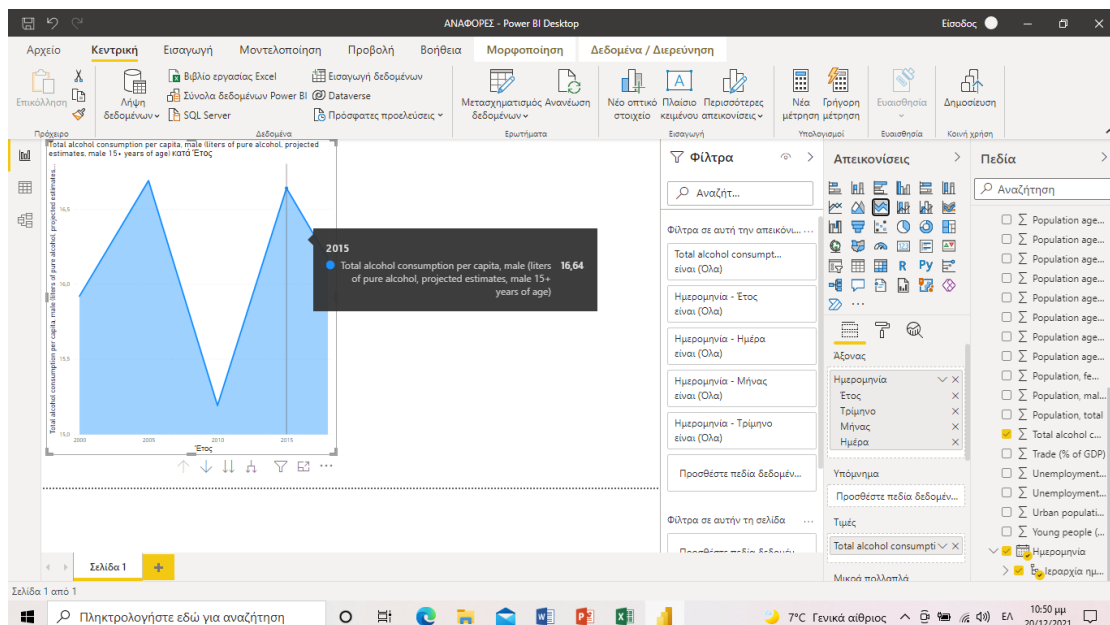 ΑΝΑΦΟΡΕΣ - Power BI Desktop
Είσοδος
Αρχείο Κεντρική Εισαγωγή Μοντελοποίηση Προβολή Βοήθεια Μορφοποίηση Δεδομένα / Διερεύνηση
Επικόλληση
Πρόχειρο
Λήψη
δεδομένων
Βιβλίο εργασίας Excel
Σύνολα δεδομένων Power BI
SQL Server
Εισαγωγή δεδομένων
Dataverse
Πρόσφατες προελεύσεις
Δεδομένα
Μετασχηματισμός
δεδομένων
Ανανέωση
Ερωτήματα
Νέο οπτικό
στοιχείο
Πλαίσιο
κειμένου
Περισσότερες
απεικονίσεις
Εισαγωγή
Νέα
μέτρηση
Γρήγορη
μέτρηση
Υπολογισμοί
Ευαισθησία
Ευαισθησία
Δημοσίευση
Κοινή χρήση
Total alcohol consumption per capita, male (liters of pure alcohol, projected
estimates, male 15+ years of age) κατά Έτος
Total alcohol consumption per capita, male (liters of pure alcohol, projected estimates...
16,5
16,0
15,5
15,0
2000 2005 2010 2015
Έτος
2015
Total alcohol consumption per capita, male (liters 16,64
of pure alcohol, projected estimates, male 15+
years of age)
Φίλτρα
Αναζήτ...
Φίλτρα σε αυτή την απεικόνι... ...
Total alcohol consumpt...
είναι (Όλα)
Ημερομηνία - Έτος
είναι (Όλα)
Ημερομηνία - Ημέρα
είναι (Όλα)
Ημερομηνία - Μήνας
είναι (Όλα)
Ημερομηνία - Τρίμηνο
είναι (Όλα)
Προσθέστε πεδία δεδομέν...
Φίλτρα σε αυτήν τη σελίδα ...
Προσθέστε πεδία δεδομέν...
Απεικονίσεις
R Py
123
...
Άξονας
Ημερομηνία
Έτος
Τρίμηνο
Μήνας
Ημέρα
Υπόμνημα
Προσθέστε πεδία δεδομέν...
Τιμές
Total alcohol consumpti
Μικρά πολλαπλά
Πεδία
Αναζήτηση
Population age...
Population age...
Population age...
Population age...
Population age...
Population age...
Population age...
Population age...
Population, fe...
Population, mal...
Population, total
Total alcohol c...
Trade (% of GDP)
Unemployment...
Unemployment...
Urban populati...
Young people (...
Ημερομηνία
Ιεραρχία ημ...
Σελίδα 1
Σελίδα 1 από 1
Πληκτρολογήστε εδώ για αναζήτηση
7°C Γενικά αίθριος
ΕΛ
10:50 μμ
20/12/2021